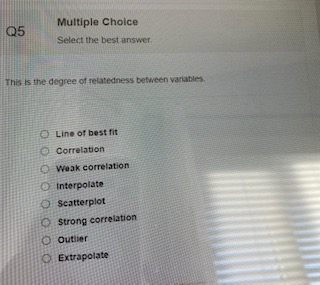 Q5
Multiple Choice
Select the best answer.
This is the degree of relatedness between variables.
Line of best fit
Correlation
Weak correlation
Interpolate
Scatterplot
Strong correlation
Outlier
Extrapolate